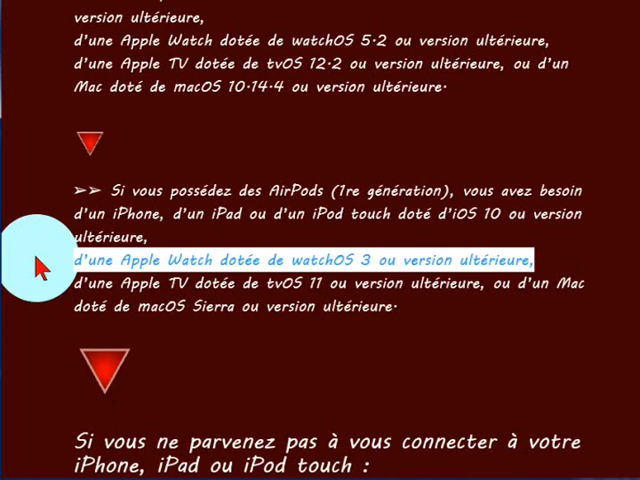 version ultérieure,
d'une Apple Watch dotée de watchOS 5.2 ou version ultérieure,
d'une Apple TV dotée de tvOS 12.2 ou version ultérieure, ou d'un
Mac doté de macOS 10.14.4 ou version ultérieure.
➢➢ Si vous possédez des AirPods (1re génération), vous avez besoin
d'un iPhone, d'un iPad ou d'un iPod touch doté d'iOS 10 ou version
ultérieure,
d'une Apple Watch dotée de watchOS 3 ou version ultérieure,
d'une Apple TV dotée de tvOS 11 ou version ultérieure, ou d'un Mac
doté de macOS Sierra ou version ultérieure.
Si vous ne parvenez pas à vous connecter à votre
iPhone, iPad ou iPod touch :